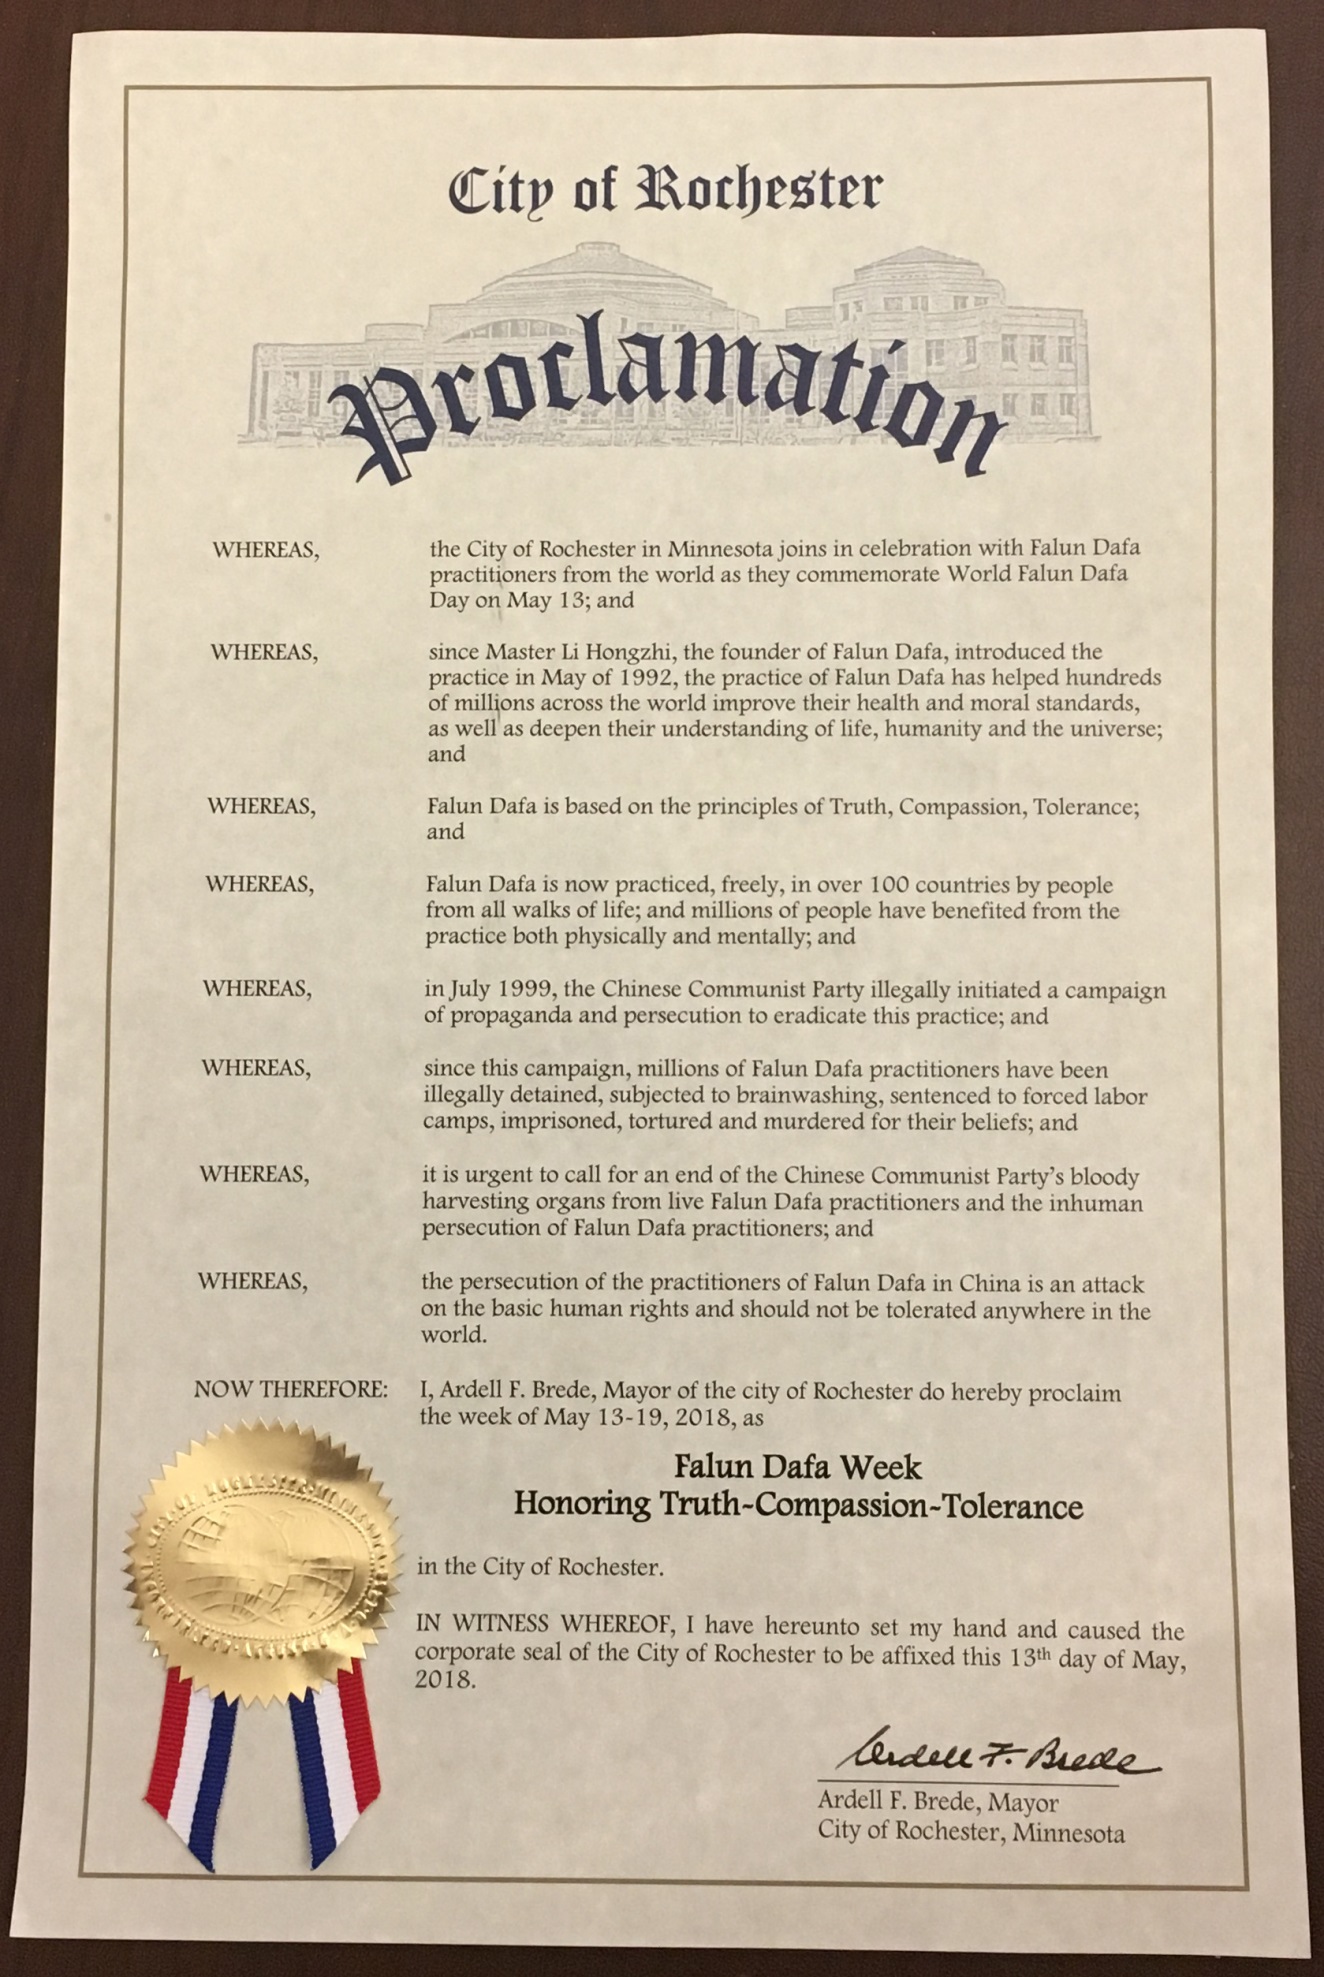 City of Rochester
Proclamation
WHEREAS, the City of Rochester in Minnesota joins in celebration with Falun Dafa
practitioners from the world as they commemorate World Falun Dafa
Day on May 13; and
WHEREAS, since Master Li Hongzhi, the founder of Falun Dafa, introduced the
practice in May of 1992, the practice of Falun Dafa has helped hundreds
of millions across the world improve their health and moral standards,
as well as deepen their understanding of life, humanity and the universe;
and
WHEREAS, Falun Dafa is based on the principles of Truth, Compassion, Tolerance;
and
WHEREAS, Falun Dafa is now practiced, freely, in over 100 countries by people
from all walks of life; and millions of people have benefited from the
practice both physically and mentally; and
WHEREAS, in July 1999, the Chinese Communist Party illegally initiated a campaign
of propaganda and persecution to eradicate this practice; and
WHEREAS, since this campaign, millions of Falun Dafa practitioners have been
illegally detained, subjected to brainwashing, sentenced to forced labor
camps, imprisoned, tortured and murdered for their beliefs; and
WHEREAS, it is urgent to call for an end of the Chinese Communist Party's bloody
harvesting organs from live Falun Dafa practitioners and the inhuman
persecution of Falun Dafa practitioners; and
WHEREAS, the persecution of the practitioners of Falun Dafa in China is an attack
on the basic human rights and should not be tolerated anywhere in the
world.
NOW THEREFORE: I, Ardell F. Brede, Mayor of the city of Rochester do hereby proclaim
the week of May 13-19, 2018, as
Falun Dafa Week
Honoring Truth-Compassion-Tolerance
in the City of Rochester.
IN WITNESS WHEREOF, I have hereunto set my hand and caused the
corporate seal of the City of Rochester to be affixed this 13th day of May,
2018.
Ardell F. Brede
Ardell F. Brede, Mayor
City of Rochester, Minnesota